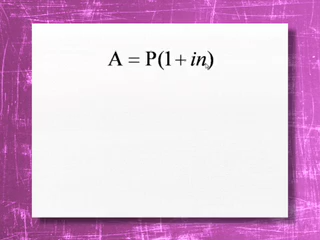 A = P(1 + in)